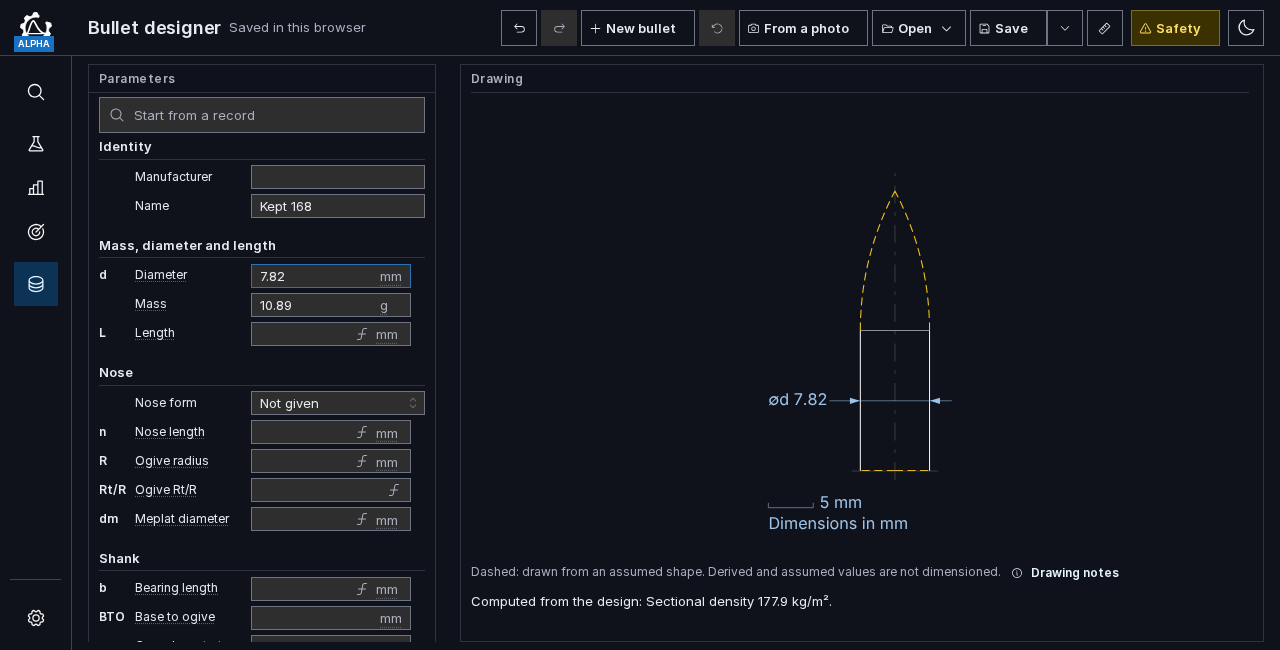 ALPHA
Bullet designer
Saved in this browser
New bullet
From a photo
Open
Save
Safety
Parameters
Start from a record
Identity
Manufacturer
Name
Kept 168
Mass, diameter and length
d Diameter 7.82 mm
Mass 10.89 g
L Length ƒ mm
Nose
Nose form Not given
n Nose length ƒ mm
R Ogive radius ƒ mm
Rt/R Ogive Rt/R ƒ
dm Meplat diameter ƒ mm
Shank
b Bearing length ƒ mm
BTO Base to ogive mm
Drawing
⌀d 7.82
5 mm
Dimensions in mm
Dashed: drawn from an assumed shape. Derived and assumed values are not dimensioned.
Drawing notes
Computed from the design: Sectional density 177.9 kg/m².